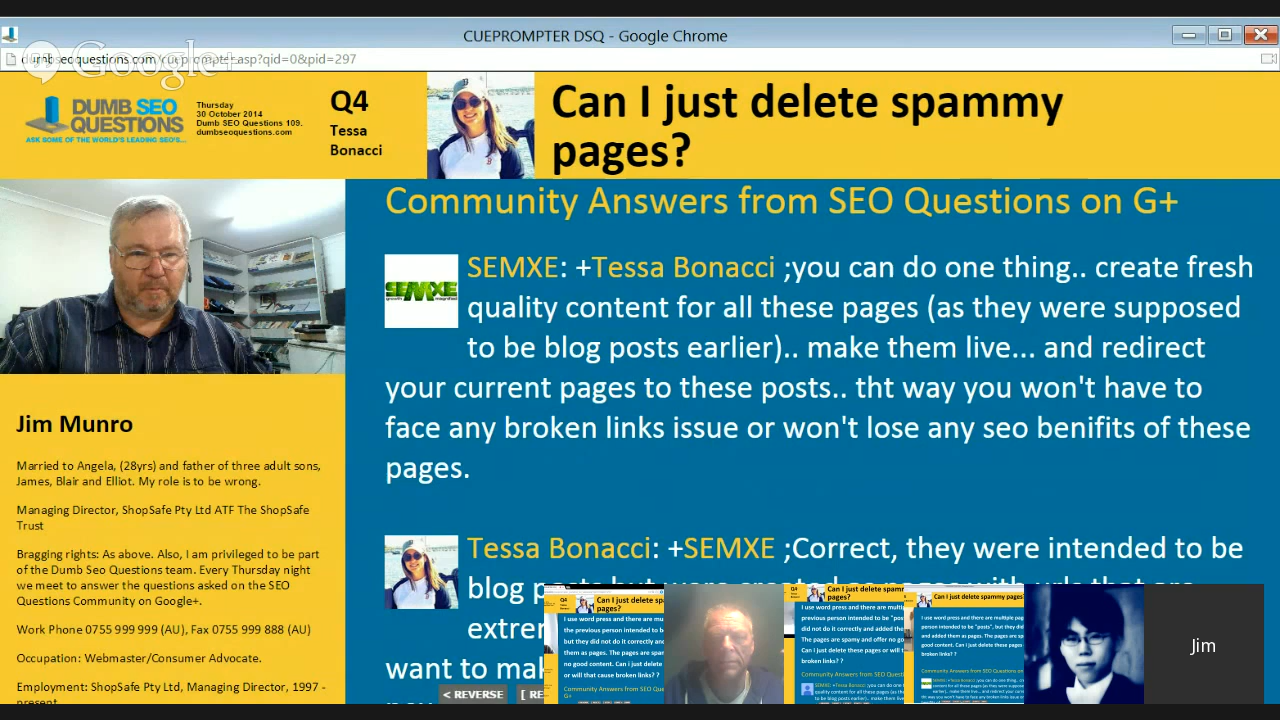 CUEPROMPTER DSQ - Google Chrome
Google+
dumbseoquestions.com/cueprompter.asp?qid=0&pid=297
DUMB SEO
QUESTIONS
ASK SOME OF THE WORLD'S LEADING SEO'S...
Thursday
30 October 2014
Dumb SEO Questions 109.
dumbseoquestions.com
Q4
Tessa
Bonacci
Can I just delete spammy
pages?
Community Answers from SEO Questions on G+
SEMXE
growth magnified
SEMXE: +Tessa Bonacci ;you can do one thing.. create fresh
quality content for all these pages (as they were supposed
to be blog posts earlier).. make them live... and redirect
your current pages to these posts.. tht way you won't have to
face any broken links issue or won't lose any seo benifits of these
pages.
Tessa Bonacci: +SEMXE ;Correct, they were intended to be
blog
want to
< REVERSE
Jim Munro
Married to Angela, (28yrs) and father of three adult sons,
James, Blair and Elliot. My role is to be wrong.
Managing Director, ShopSafe Pty Ltd ATF The ShopSafe
Trust
Bragging rights: As above. Also, I am privileged to be part
of the Dumb Seo Questions team. Every Thursday night
we meet to answer the questions asked on the SEO
Questions Community on Google+.
Work Phone 0755 999 999 (AU), Fax 0755 999 888 (AU)
Occupation: Webmaster/Consumer Advocate.
Employment: ShopSafe Pty Ltd, Managing Director, 1997 -
present
Jim